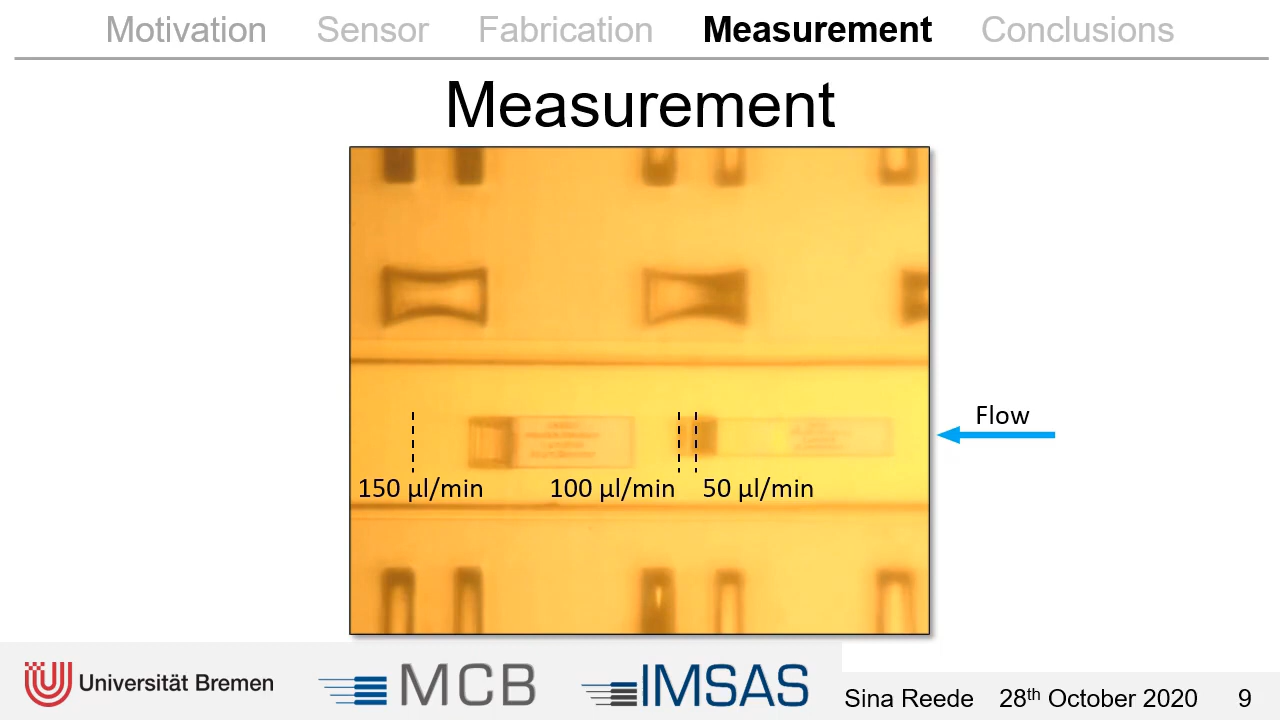 Motivation Sensor Fabrication Measurement Conclusions
Measurement
Flow
150 µl/min 100 µl/min 50 µl/min
Universität Bremen MCB IMSAS Sina Reede 28th October 2020 9